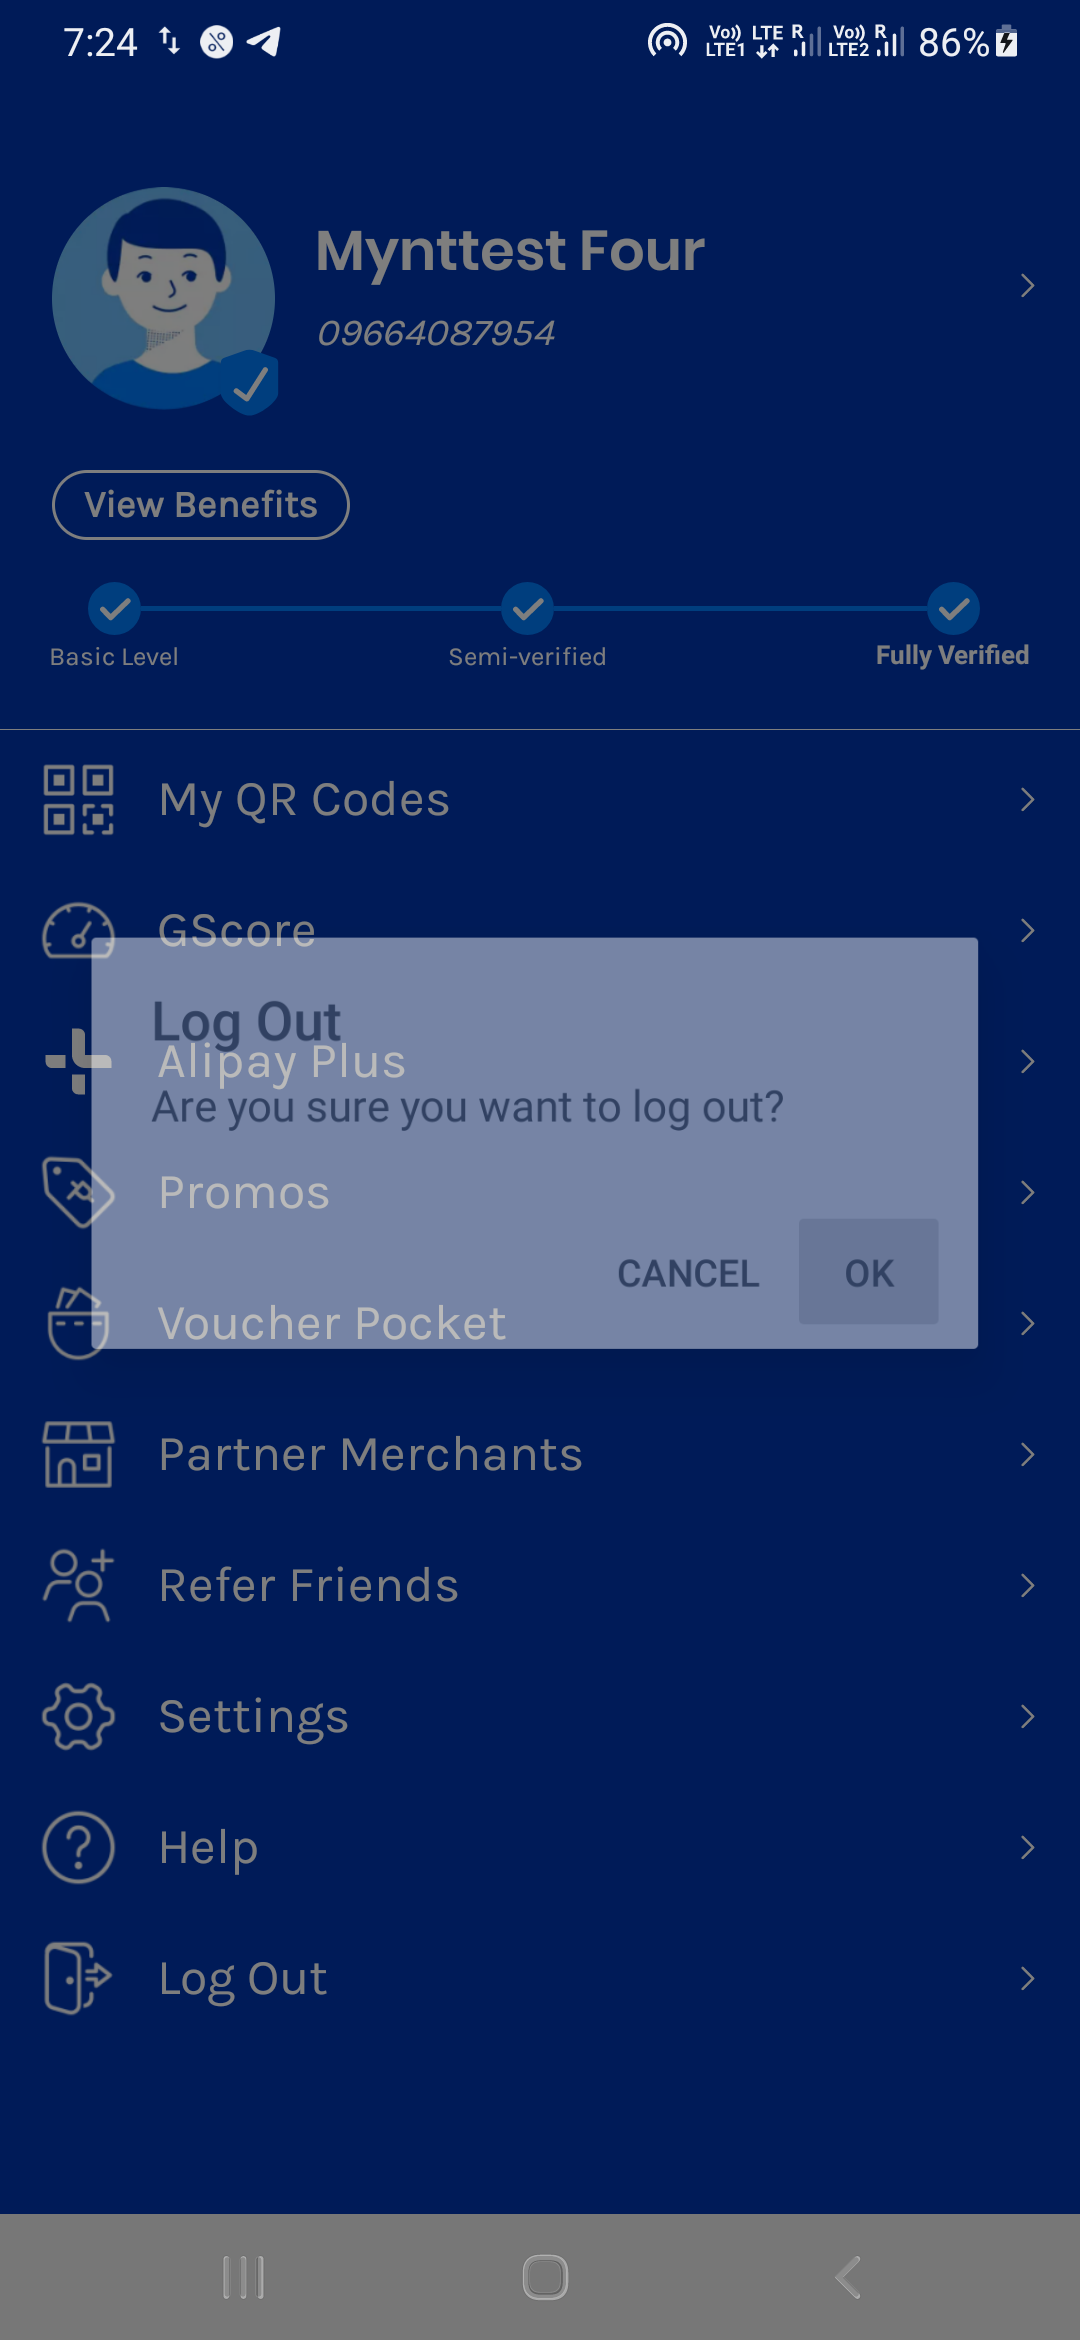 7:24
Vo)) LTE1 LTE R Vo)) LTE2 R 86%
Mynttest Four
09664087954
View Benefits
Basic Level
Semi-verified
Fully Verified
My QR Codes
GScore
Log Out
Alipay Plus
Are you sure you want to log out?
Promos
CANCEL
OK
Voucher Pocket
Partner Merchants
Refer Friends
Settings
Help
Log Out